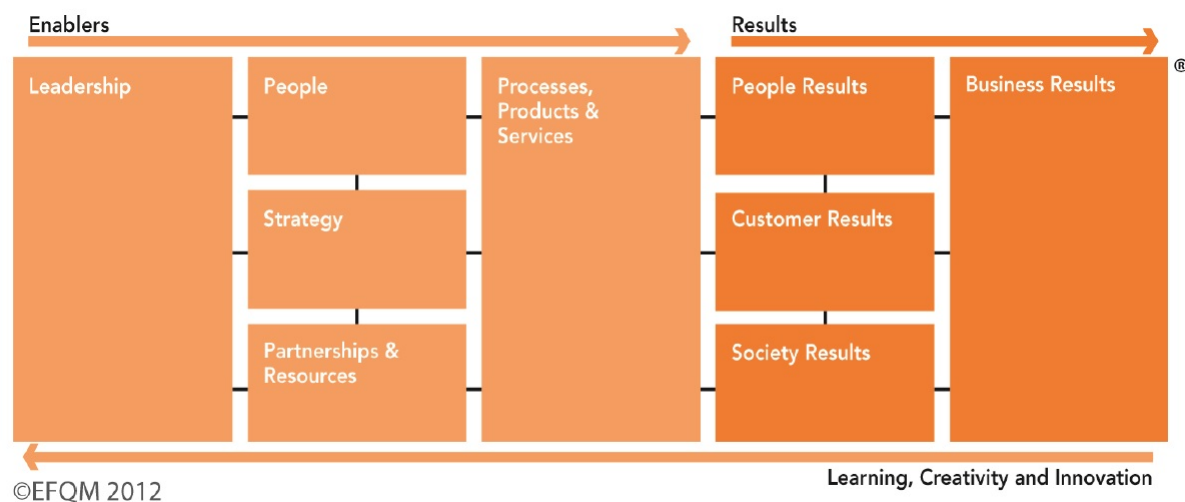 Enablers
Results
Leadership
People
Processes,
Products &
Services
People Results
Business Results
®
Strategy
Customer Results
Partnerships &
Resources
Society Results
Learning, Creativity and Innovation
©EFQM 2012